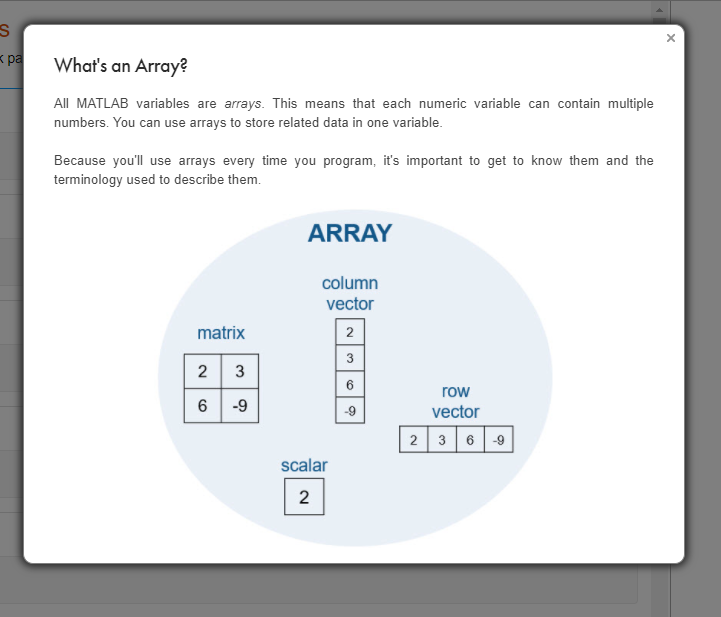 s
k pa
×
What's an Array?
All MATLAB variables are arrays. This means that each numeric variable can contain multiple
numbers. You can use arrays to store related data in one variable.
Because you'll use arrays every time you program, it's important to get to know them and the
terminology used to describe them.
ARRAY
column
vector
2
3
6
-9
matrix
2 3
6 -9
row
vector
2 3 6 -9
scalar
2